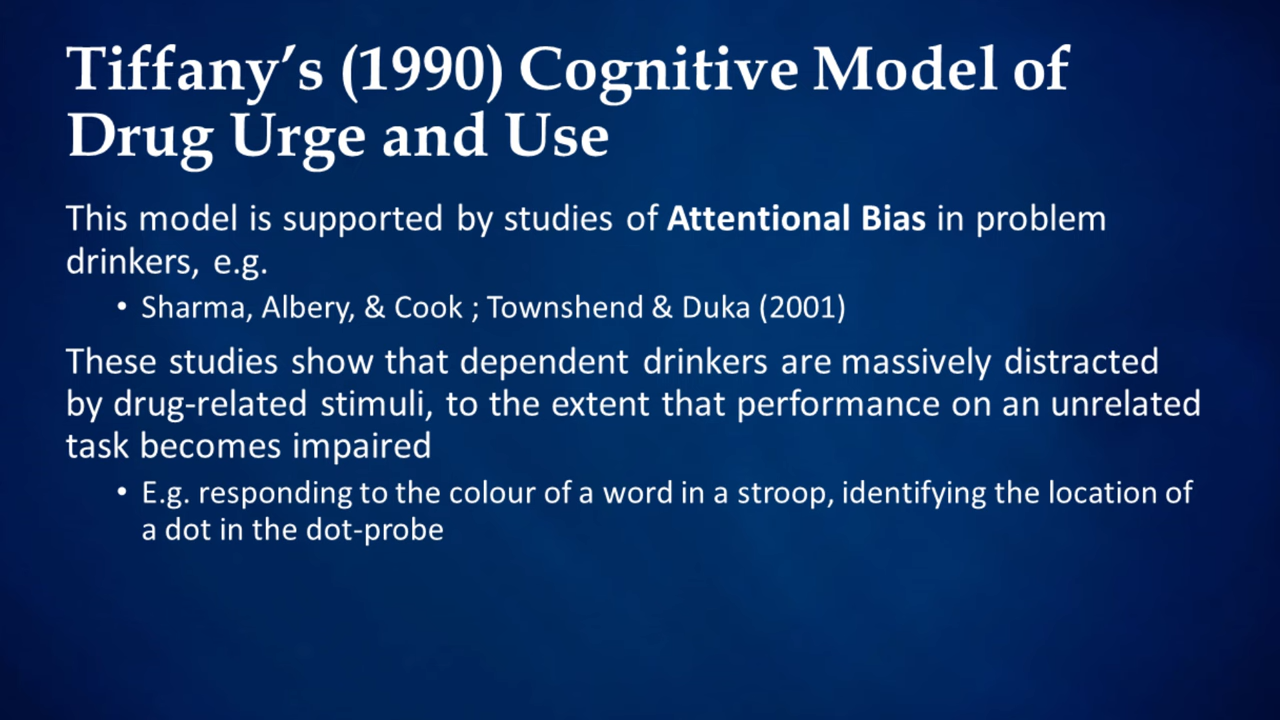 Tiffany’s (1990) Cognitive Model of
Drug Urge and Use
This model is supported by studies of Attentional Bias in problem
drinkers, e.g.
• Sharma, Albery, & Cook ; Townshend & Duka (2001)
These studies show that dependent drinkers are massively distracted
by drug-related stimuli, to the extent that performance on an unrelated
task becomes impaired
• E.g. responding to the colour of a word in a stroop, identifying the location of
a dot in the dot-probe